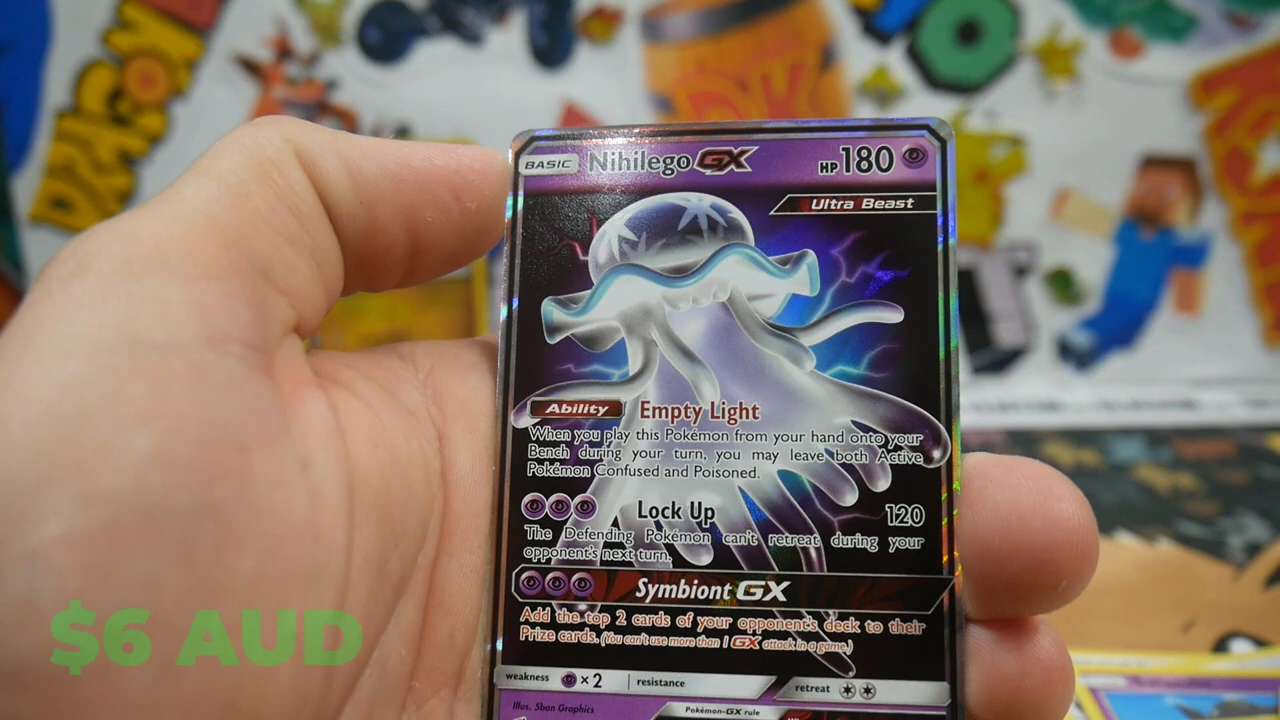 BASIC Nihilego GX HP 180
Ultra Beast
Ability Empty Light
When you play this Pokémon from your hand onto your
Bench during your turn, you may leave both Active
Pokémon Confused and Poisoned.
Lock Up 120
The Defending Pokémon can't retreat during your
opponent's next turn.
Symbiont GX
Add the top 2 cards of your opponent's deck to their
Prize cards. (You can't use more than 1 GX attack in a game.)
weakness ×2 resistance retreat
Illus. 5ban Graphics Pokémon-GX rule
$6 AUD
DK